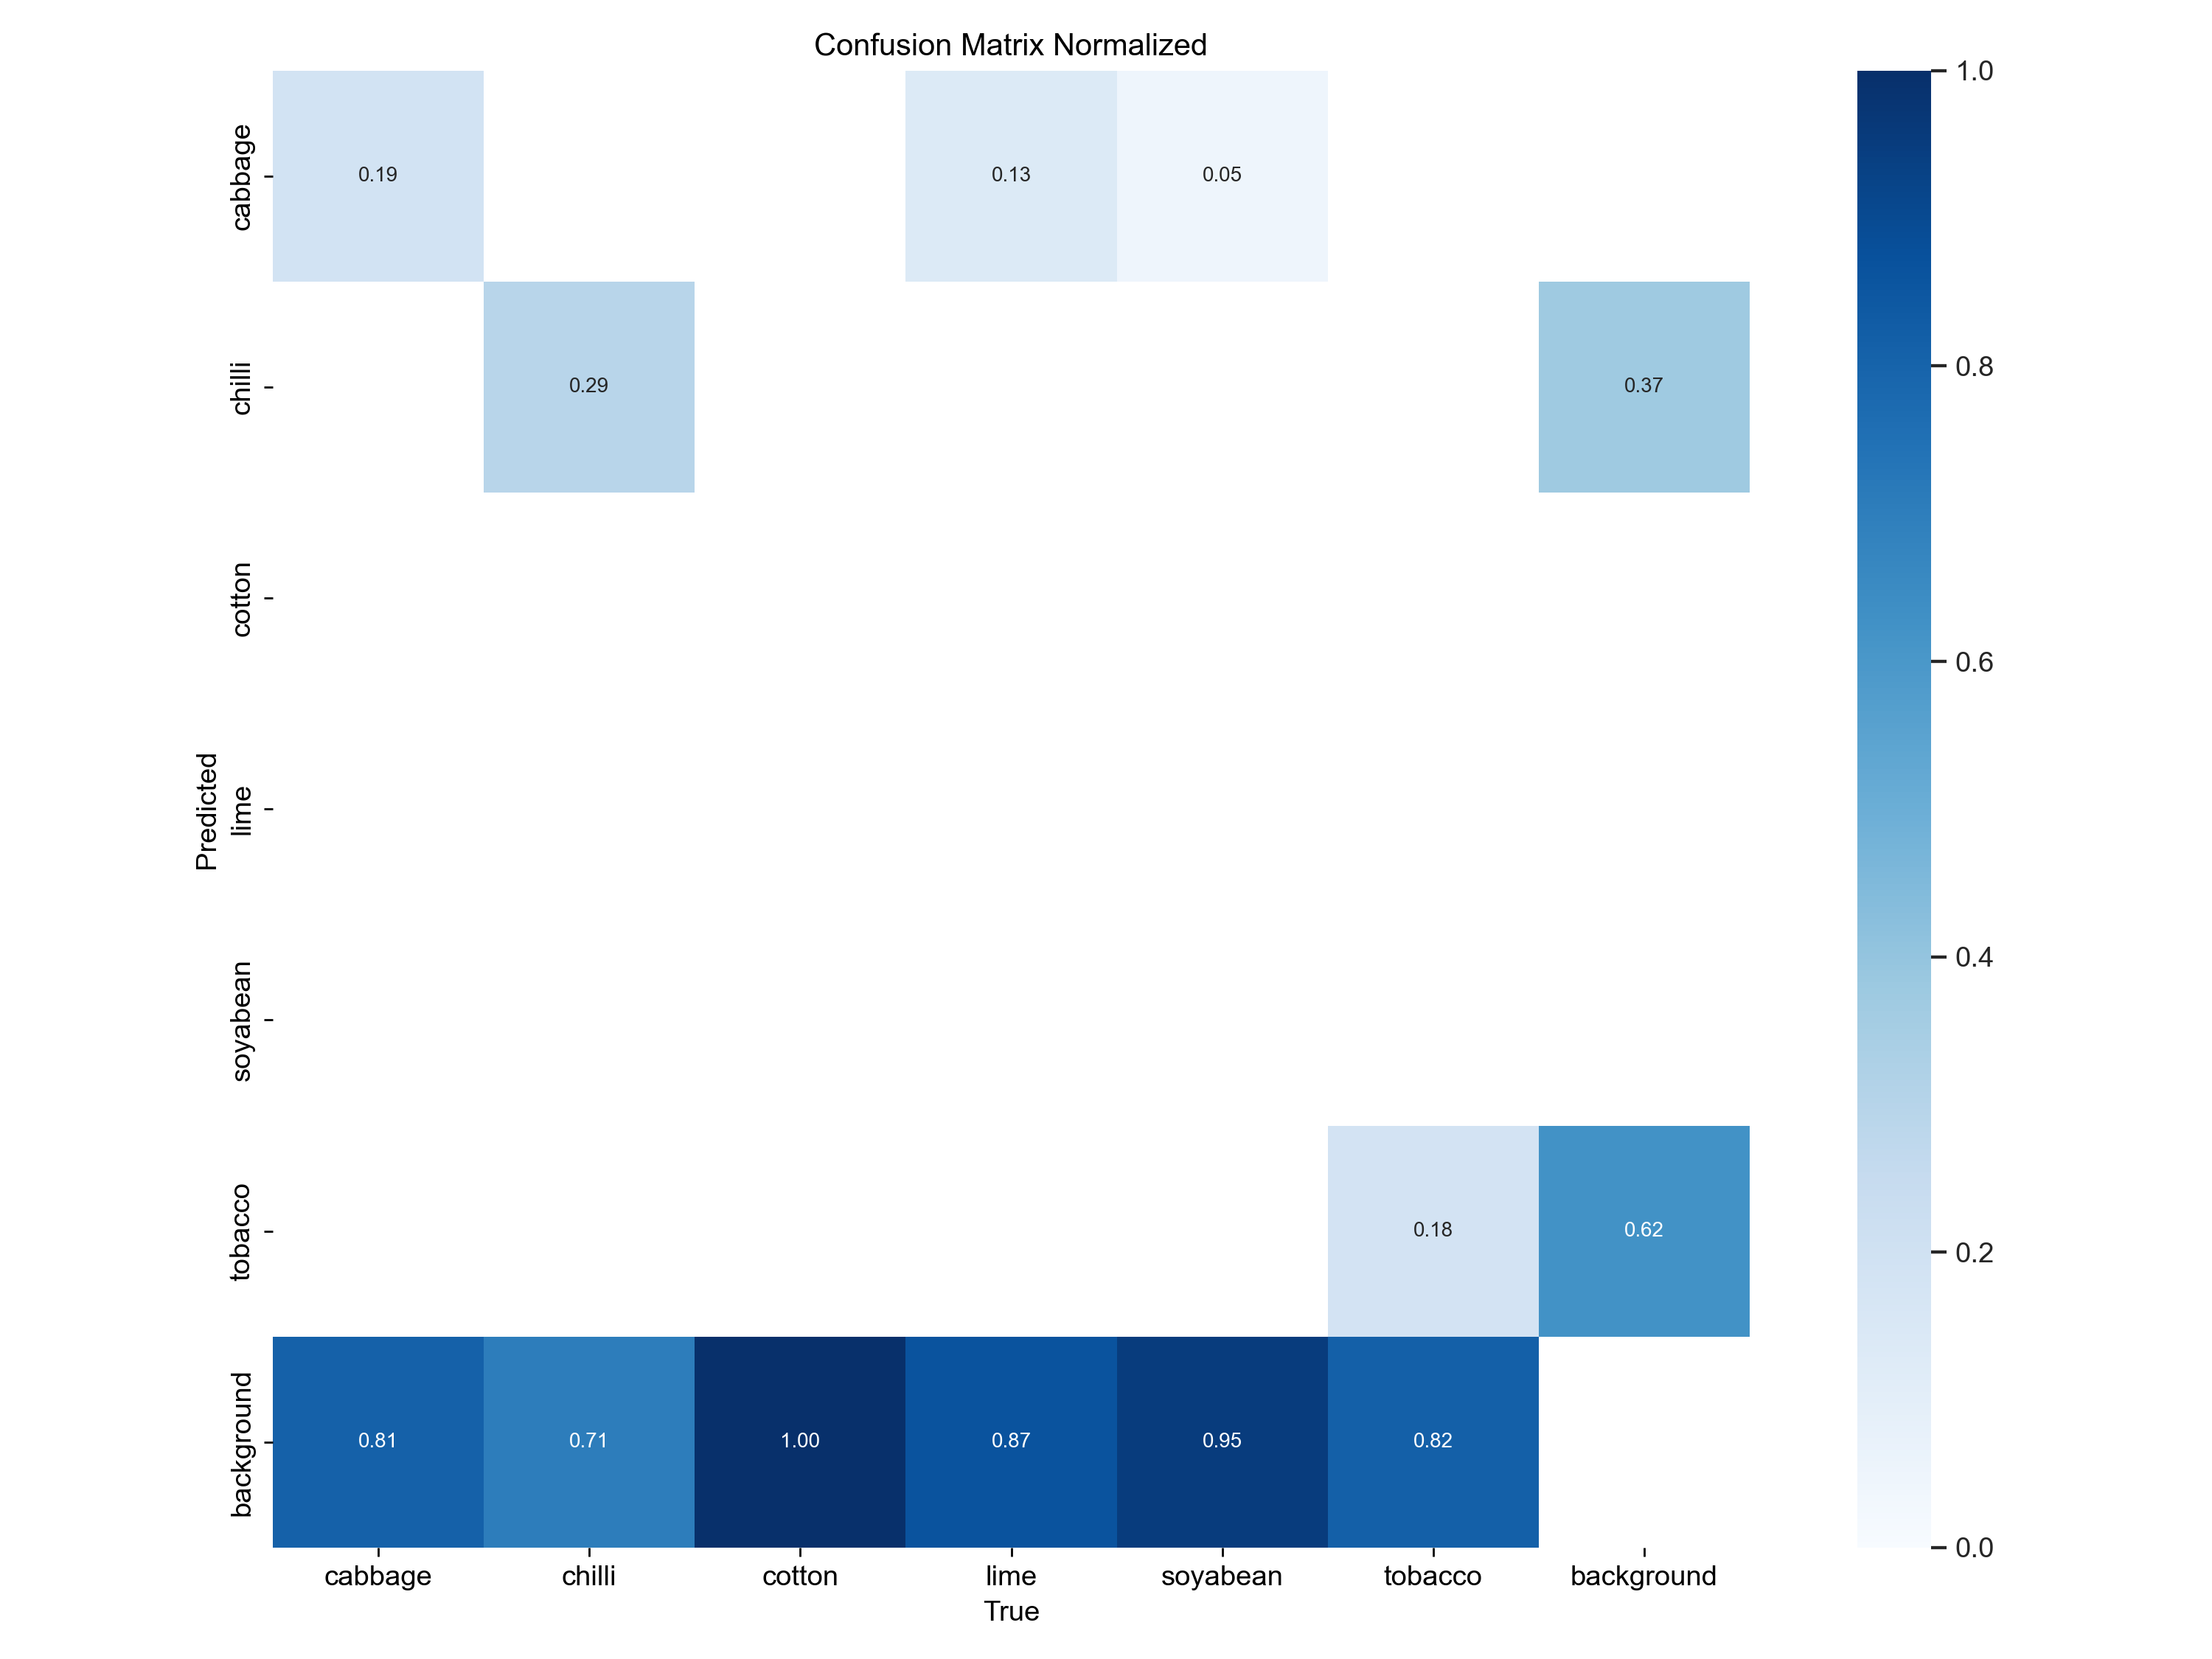 Confusion Matrix Normalized
cabbage
0.19
0.13
0.05
chilli
0.29
0.37
cotton
lime
soyabean
tobacco
0.18
0.62
background
0.81
0.71
1.00
0.87
0.95
0.82
Predicted
cabbage
chilli
cotton
lime
soyabean
tobacco
background
True
1.0
0.8
0.6
0.4
0.2
0.0